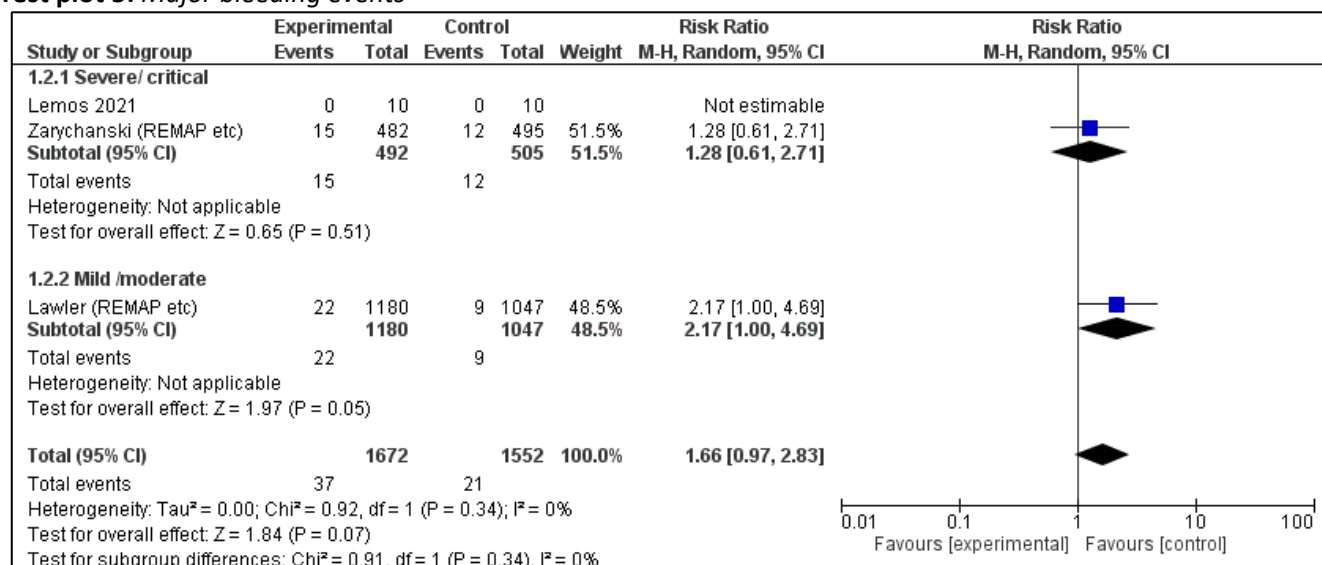 Test plot 3. Major bleeding events
Experimental Control Risk Ratio Risk Ratio
Study or Subgroup Events Total Events Total Weight M-H, Random, 95% CI M-H, Random, 95% CI
1.2.1 Severe/ critical
Lemos 2021 0 10 0 10 Not estimable
Zarychanski (REMAP etc) 15 482 12 495 51.5% 1.28 [0.61, 2.71]
Subtotal (95% CI) 492 505 51.5% 1.28 [0.61, 2.71]
Total events 15 12
Heterogeneity: Not applicable
Test for overall effect: Z = 0.65 (P = 0.51)
1.2.2 Mild /moderate
Lawler (REMAP etc) 22 1180 9 1047 48.5% 2.17 [1.00, 4.69]
Subtotal (95% CI) 1180 1047 48.5% 2.17 [1.00, 4.69]
Total events 22 9
Heterogeneity: Not applicable
Test for overall effect: Z = 1.97 (P = 0.05)
Total (95% CI) 1672 1552 100.0% 1.66 [0.97, 2.83]
Total events 37 21
Heterogeneity: Tau² = 0.00; Chi² = 0.92, df = 1 (P = 0.34); I² = 0%
Test for overall effect: Z = 1.84 (P = 0.07)
Test for subgroup differences: Chi² = 0.91, df = 1 (P = 0.34), I² = 0%
0.01 0.1 1 10 100
Favours [experimental] Favours [control]